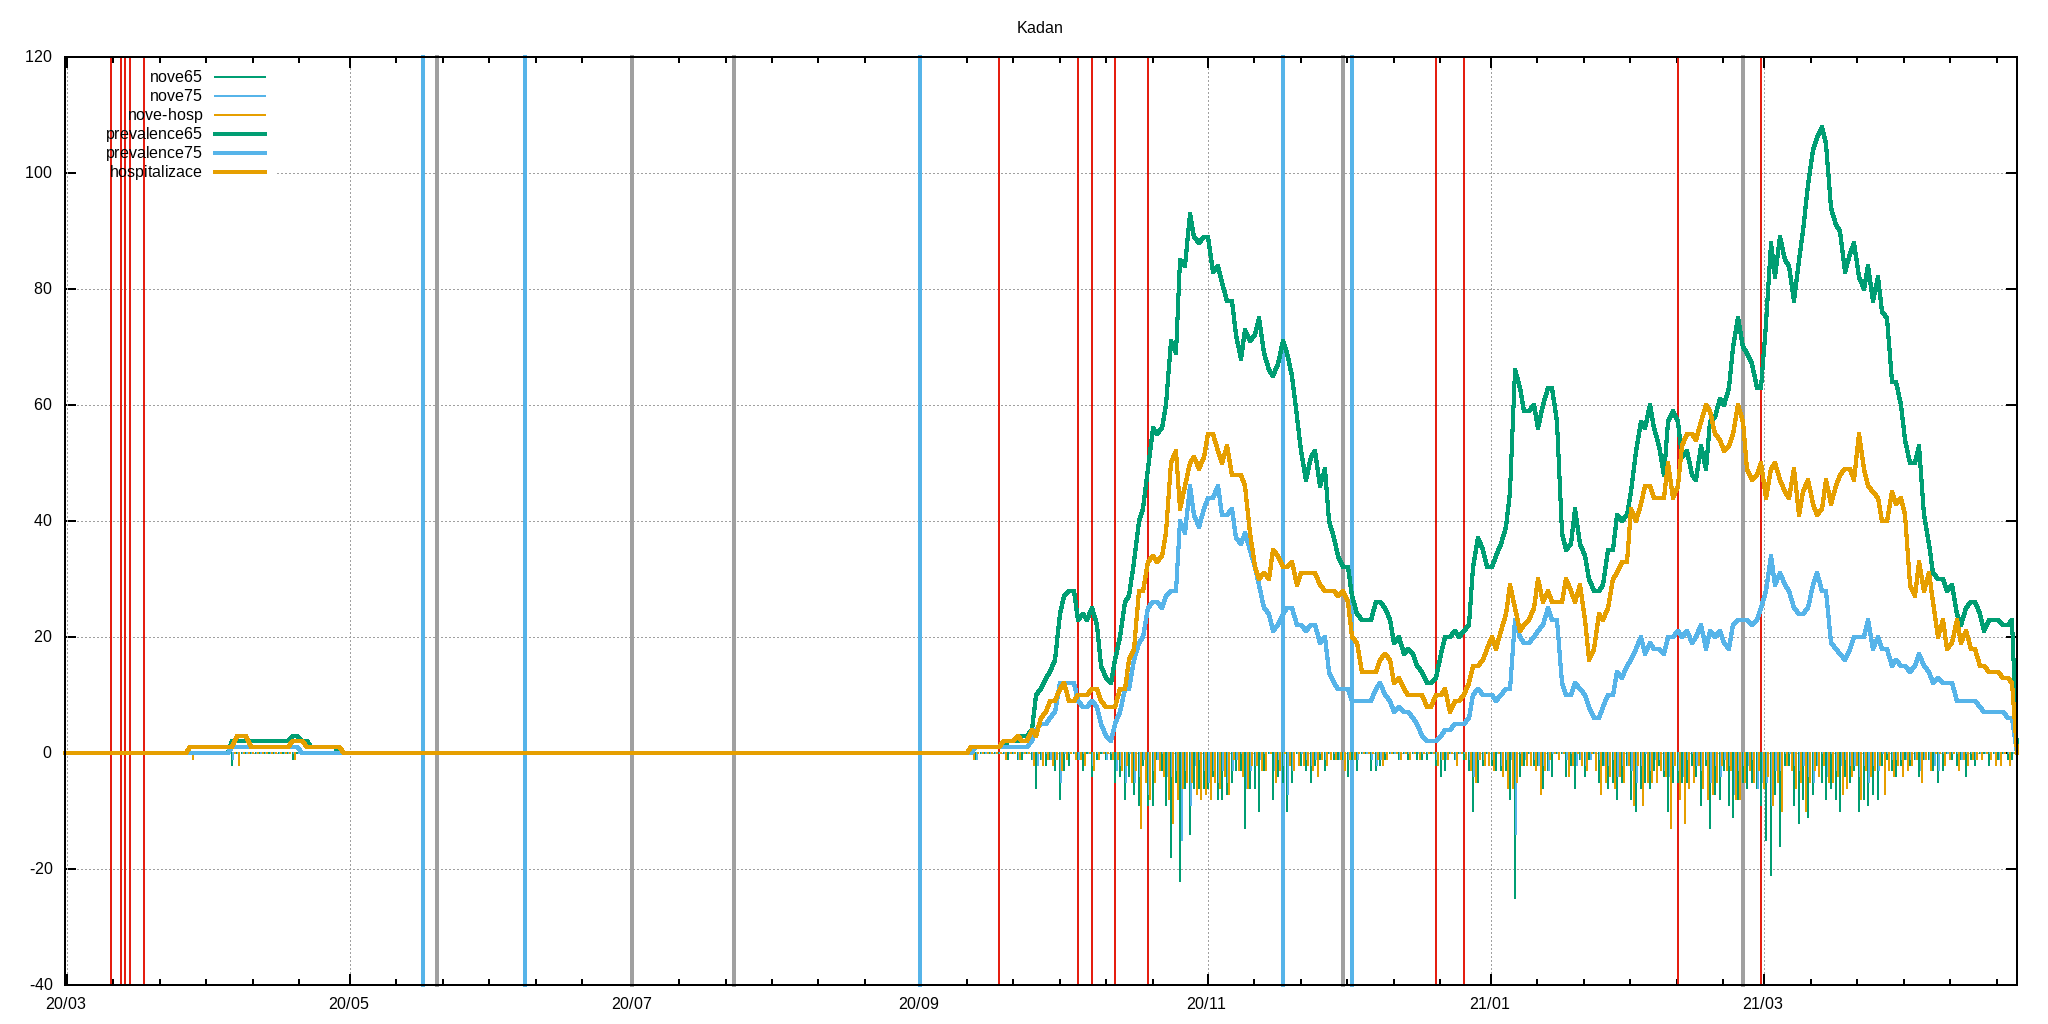 Kadan
120
100
80
60
40
20
0
-20
-40
nove65
nove75
nove-hosp
prevalence65
prevalence75
hospitalizace
20/03 20/05 20/07 20/09 20/11 21/01 21/03